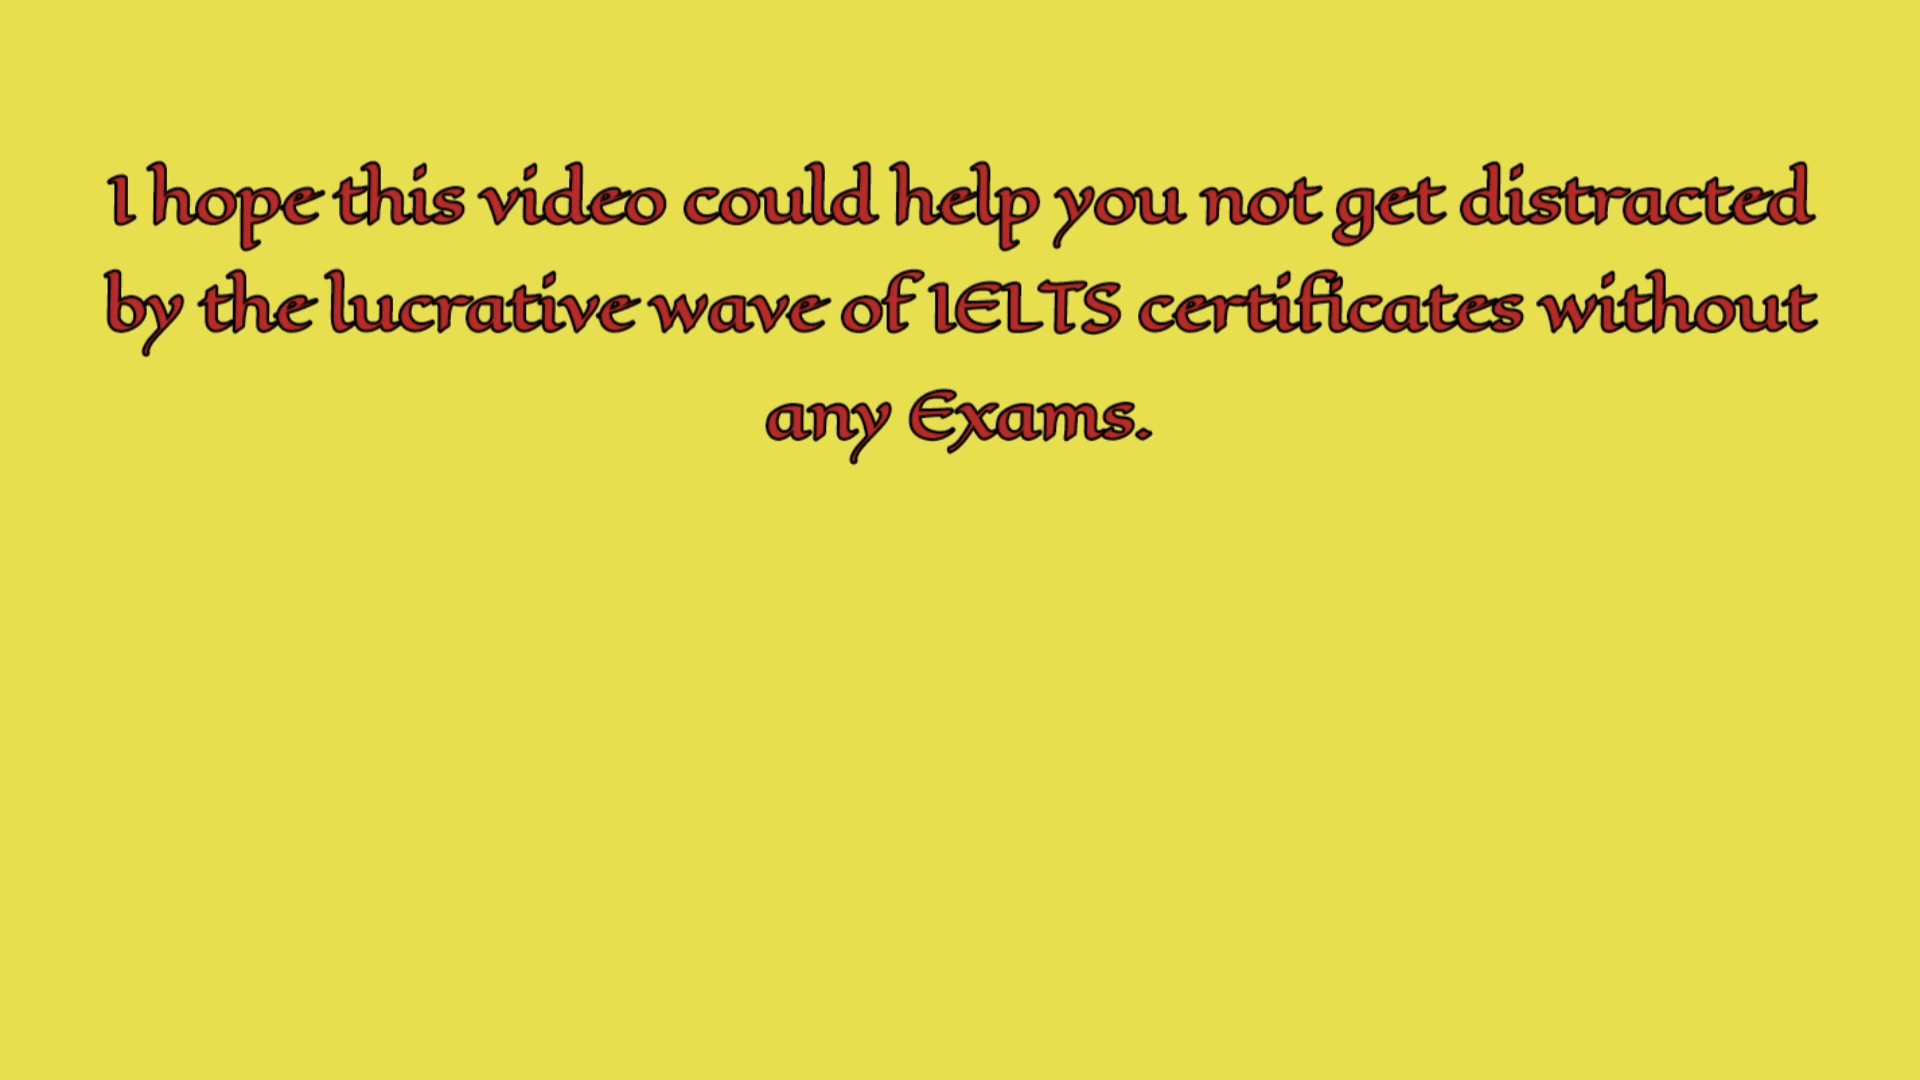 I hope this video could help you not get distracted
by the lucrative wave of IELTS certificates without
any Exams.